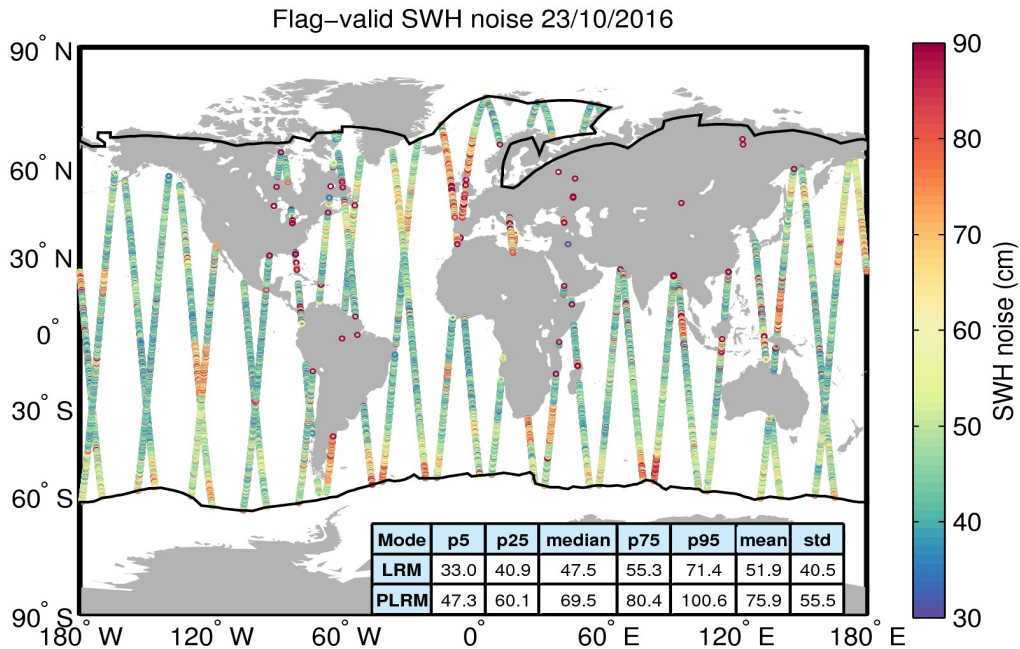 Flag−valid SWH noise 23/10/2016
90° N
60° N
30° N
0°
30° S
60° S
90° S
180° W 120° W 60° W 0° 60° E 120° E 180° E
Mode p5 p25 median p75 p95 mean std
LRM 33.0 40.9 47.5 55.3 71.4 51.9 40.5
PLRM 47.3 60.1 69.5 80.4 100.6 75.9 55.5
90
80
70
60
50
40
30
SWH noise (cm)